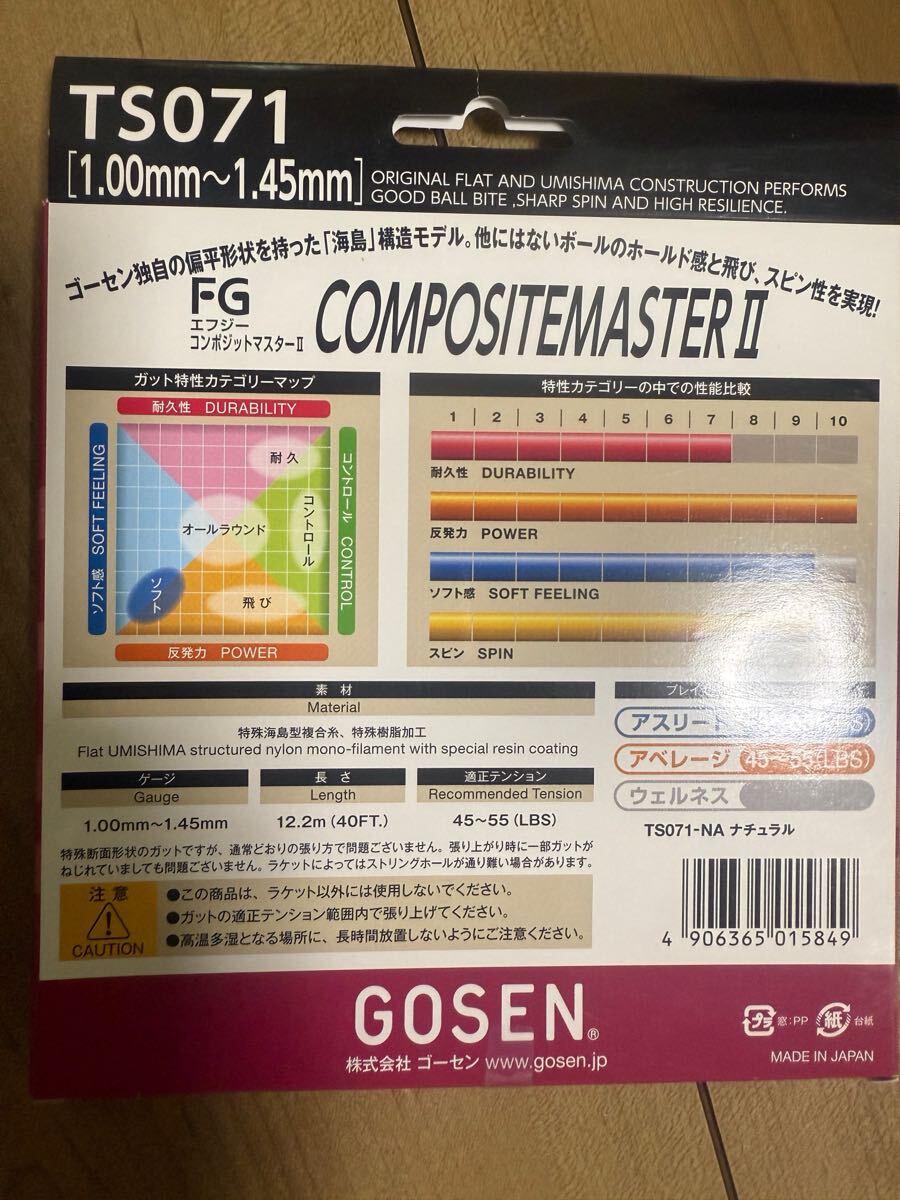 TS071
[1.00mm〜1.45mm]
ORIGINAL FLAT AND UMISHIMA CONSTRUCTION PERFORMS
GOOD BALL BITE ,SHARP SPIN AND HIGH RESILIENCE.
ゴーセン独自の偏平形状を持った「海島」構造モデル。他にはないボールのホールド感と飛び、スピン性を実現!
FG
エフジー
コンポジットマスターⅡ
COMPOSITEMASTER Ⅱ
ガット特性カテゴリーマップ
耐久性 DURABILITY
ソフト感 SOFT FEELING
コントロール CONTROL
耐久
オールラウンド
コントロール
ソフト
飛び
反発力 POWER
特性カテゴリーの中での性能比較
1 2 3 4 5 6 7 8 9 10
耐久性 DURABILITY
反発力 POWER
ソフト感 SOFT FEELING
スピン SPIN
素材
Material
特殊海島型複合糸、特殊樹脂加工
Flat UMISHIMA structured nylon mono-filament with special resin coating
ゲージ
Gauge
1.00mm〜1.45mm
長さ
Length
12.2m (40FT.)
適正テンション
Recommended Tension
45〜55 (LBS)
プレイ
アスリート
アベレージ 45〜55(LBS)
ウェルネス
TS071-NA ナチュラル
特殊断面形状のガットですが、通常どおりの張り方で問題ございません。張り上がり時に一部ガットが
ねじれていましても問題ございません。ラケットによってはストリングホールが通り難い場合があります。
注意
CAUTION
●この商品は、ラケット以外には使用しないでください。
●ガットの適正テンション範囲内で張り上げてください。
●高温多湿となる場所に、長時間放置しないようにご注意ください。
4 906365 015849
GOSEN®
株式会社 ゴーセン www.gosen.jp
プラ 窓:PP 紙 台紙
MADE IN JAPAN